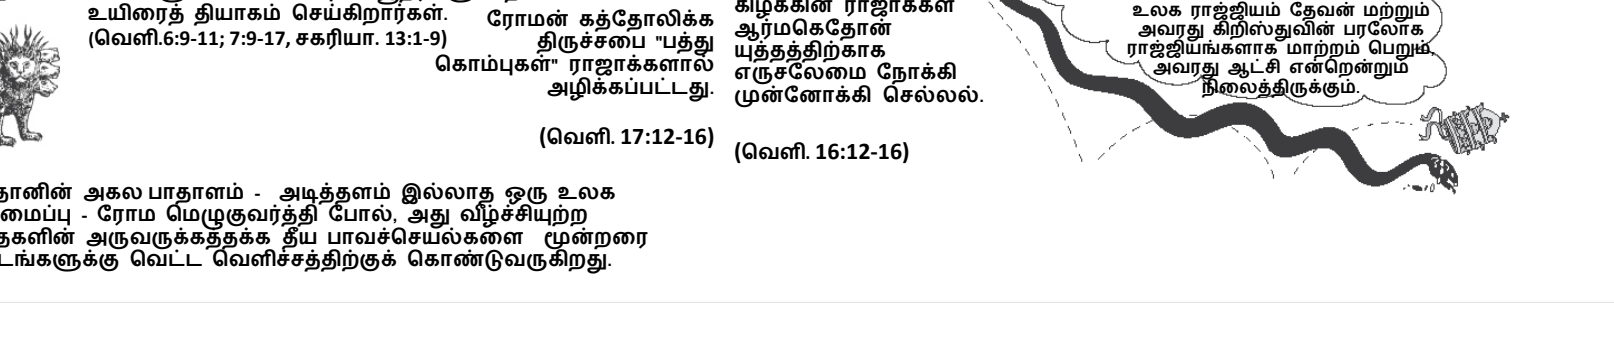 உயிரைத் தியாகம் செய்கிறார்கள்.
(வெளி.6:9-11; 7:9-17, சகரியா. 13:1-9)
ரோமன் கத்தோலிக்க
திருச்சபை "பத்து
கொம்புகள்" ராஜாக்களால்
அழிக்கப்பட்டது.
(வெளி. 17:12-16)
கிழக்கின் ராஜாக்கள்
ஆர்மகெதோன்
யுத்தத்திற்காக
எருசலேமை நோக்கி
முன்னோக்கி செல்லல்.
(வெளி. 16:12-16)
உலக ராஜ்ஜியம் தேவன் மற்றும்
அவரது கிறிஸ்துவின் பரலோக
ராஜ்ஜியங்களாக மாற்றம் பெறும்,
அவரது ஆட்சி என்றென்றும்
நிலைத்திருக்கும்.
அகல பாதாளம் - அடித்தளம் இல்லாத ஒரு உலக
- ரோம மெழுகுவர்த்தி போல், அது வீழ்ச்சியுற்ற
அருவருக்கத்தக்க தீய பாவச்செயல்களை மூன்றரை
வெட்ட வெளிச்சத்திற்குக் கொண்டுவருகிறது.